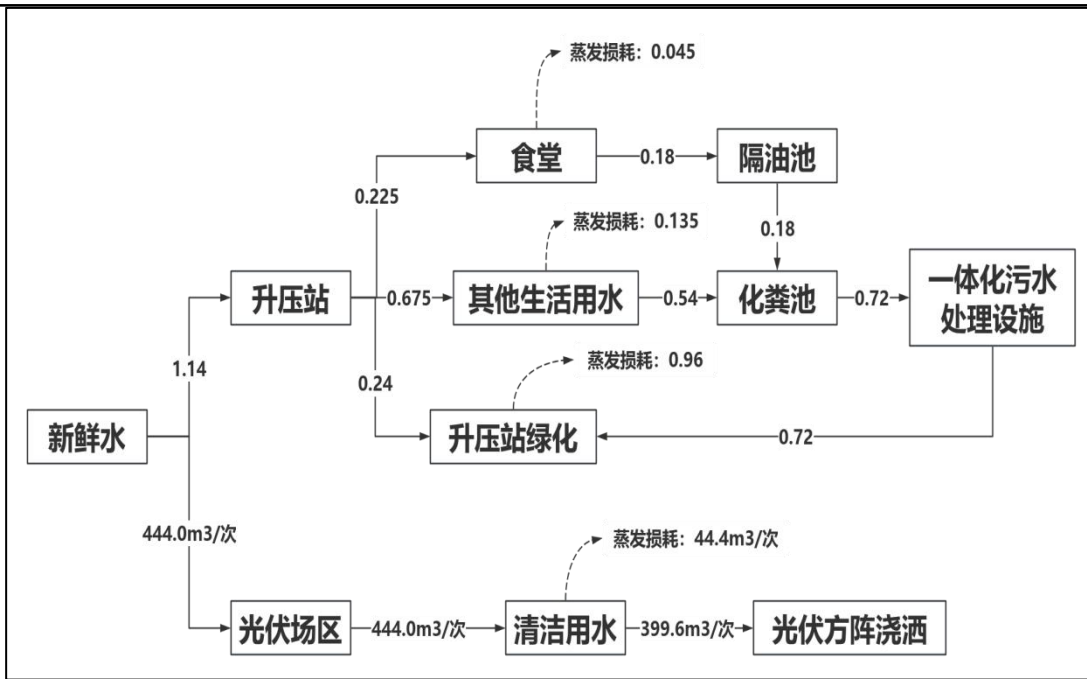 蒸发损耗：0.045
食堂
0.18
隔油池
0.225
蒸发损耗：0.135
0.18
升压站
0.675
其他生活用水
0.54
化粪池
0.72
一体化污水
处理设施
1.14
0.24
蒸发损耗：0.96
新鲜水
升压站绿化
0.72
444.0m3/次
蒸发损耗：44.4m3/次
光伏场区
444.0m3/次
清洁用水
399.6m3/次
光伏方阵浇洒